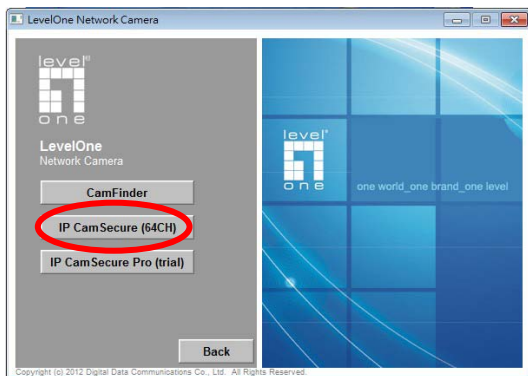 LevelOne Network Camera
level
one
LevelOne
Network Camera
CamFinder
IP CamSecure (64CH)
IP CamSecure Pro (trial)
Back
level
one
one world_one brand_one level
Copyright (c) 2012 Digital Data Communications Co., Ltd. All Rights Reserved.